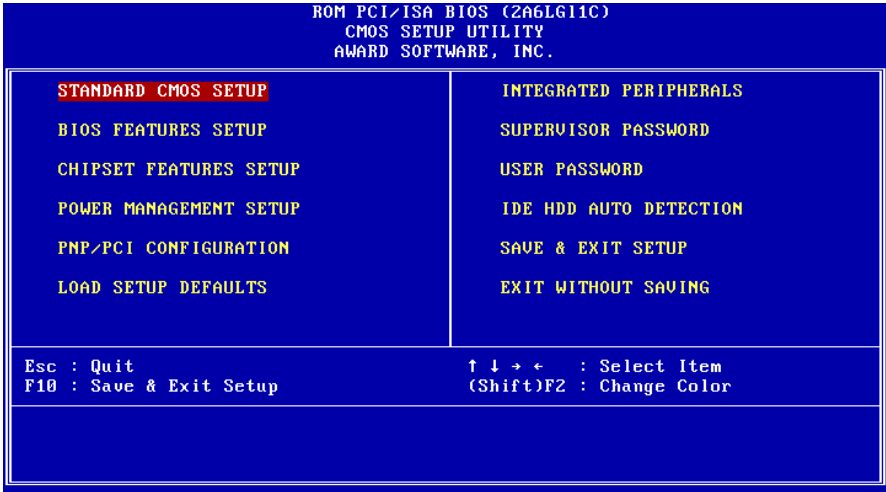 ROM PCI/ISA BIOS (2A6LG11C)
CMOS SETUP UTILITY
AWARD SOFTWARE, INC.
STANDARD CMOS SETUP
BIOS FEATURES SETUP
CHIPSET FEATURES SETUP
POWER MANAGEMENT SETUP
PNP/PCI CONFIGURATION
LOAD SETUP DEFAULTS
INTEGRATED PERIPHERALS
SUPERVISOR PASSWORD
USER PASSWORD
IDE HDD AUTO DETECTION
SAVE & EXIT SETUP
EXIT WITHOUT SAVING
Esc : Quit
F10 : Save & Exit Setup
↑ ↓ → ← : Select Item
(Shift)F2 : Change Color